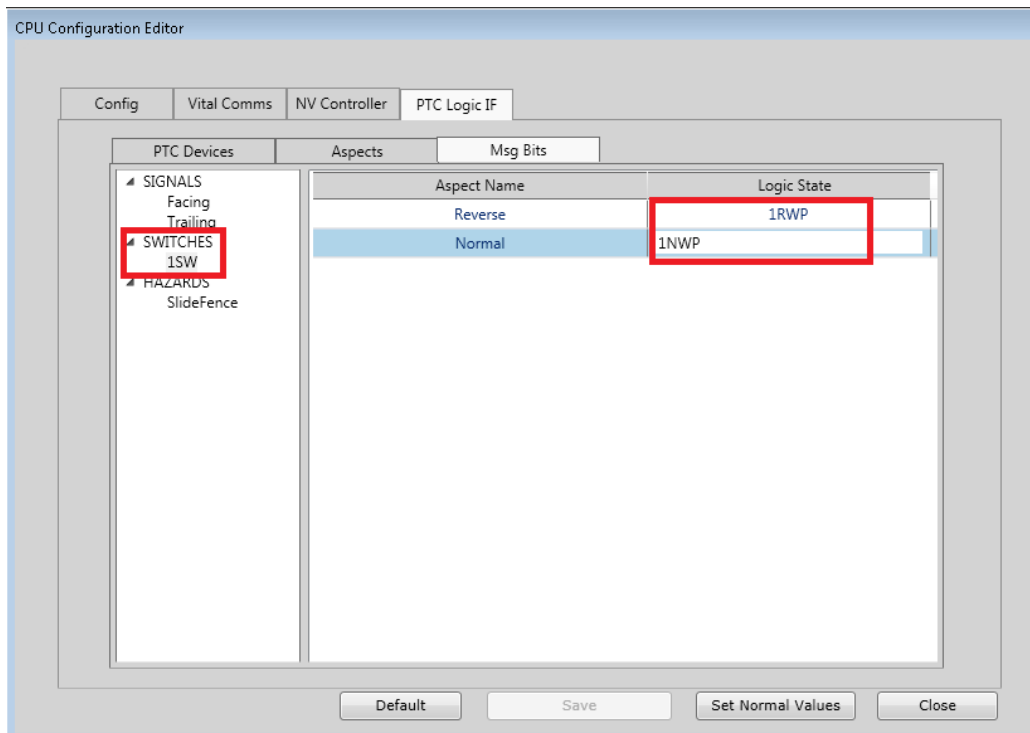 CPU Configuration Editor
Config Vital Comms NV Controller PTC Logic IF
PTC Devices Aspects Msg Bits
SIGNALS
Facing
Trailing
SWITCHES
1SW
HAZARDS
SlideFence
Aspect Name Logic State
Reverse 1RWP
Normal 1NWP
Default Save Set Normal Values Close